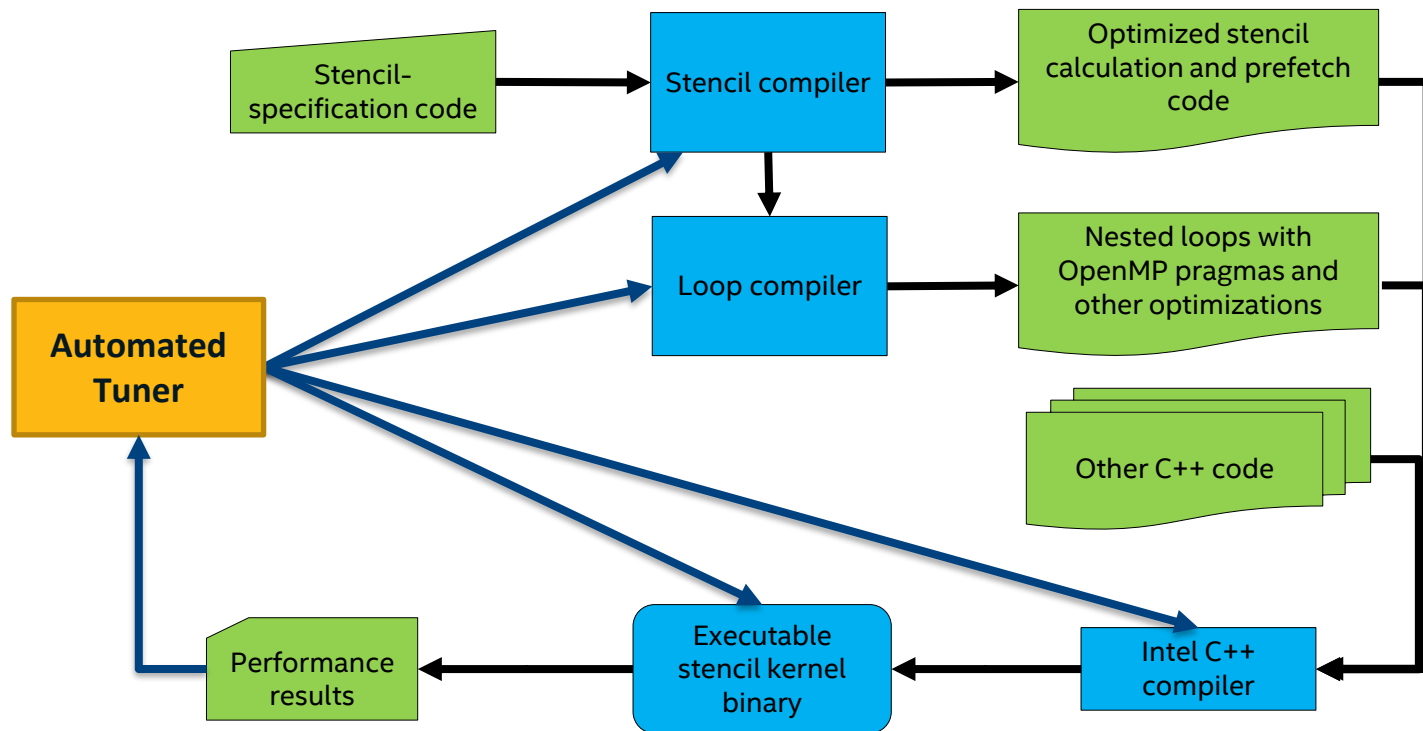 Stencil-
specification code
Stencil compiler
Optimized stencil
calculation and prefetch
code
Loop compiler
Nested loops with
OpenMP pragmas and
other optimizations
Automated
Tuner
Other C++ code
Performance
results
Executable
stencil kernel
binary
Intel C++
compiler